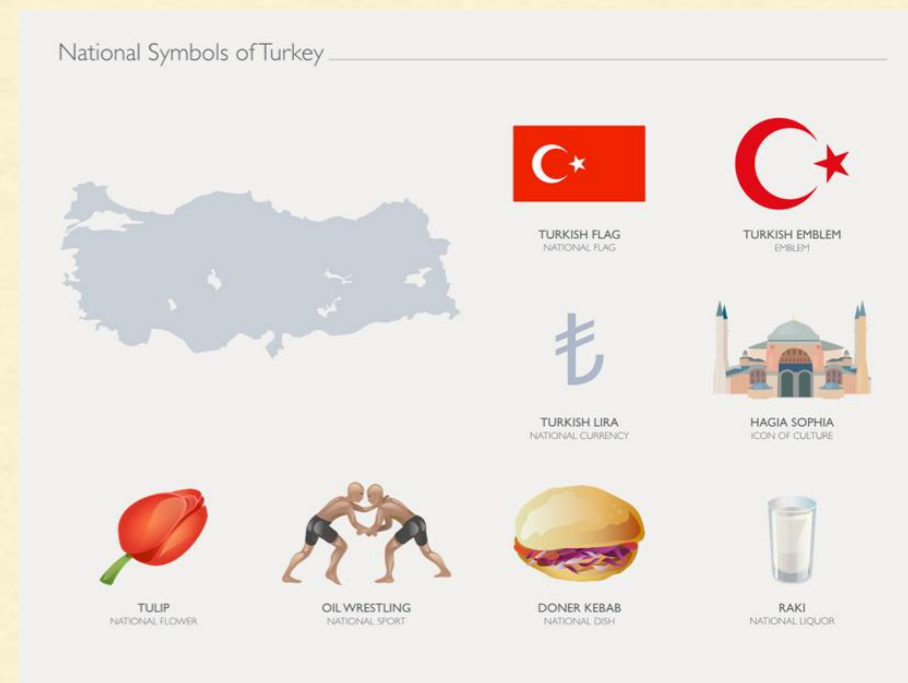 National Symbols of Turkey
TURKISH FLAG
NATIONAL FLAG
TURKISH EMBLEM
EMBLEM
₺
TURKISH LIRA
NATIONAL CURRENCY
HAGIA SOPHIA
ICON OF CULTURE
TULIP
NATIONAL FLOWER
OIL WRESTLING
NATIONAL SPORT
DONER KEBAB
NATIONAL DISH
RAKI
NATIONAL LIQUOR